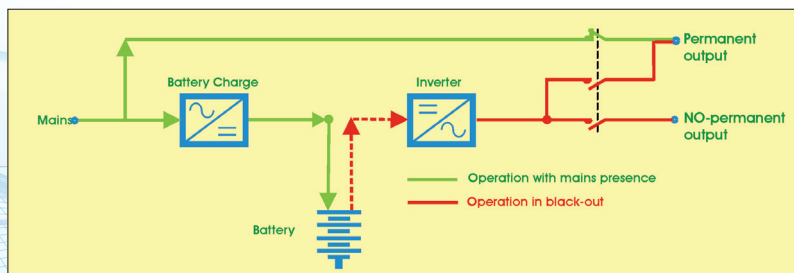 Permanent
output
Battery Charge
Inverter
Mains
NO-permanent
output
Operation with mains presence
Operation in black-out
Battery